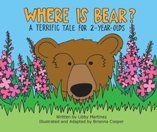 WHERE IS BEAR?
A TERRIFIC TALE FOR 2-YEAR-OLDS
Written by Libby Martinez
Illustrated and Adapted by Brianne Cooper